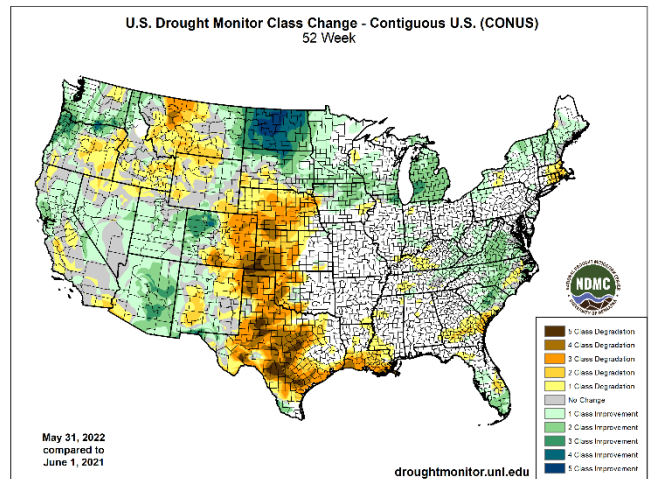 U.S. Drought Monitor Class Change - Contiguous U.S. (CONUS)
52 Week
NDMC
5 Class Degradation
4 Class Degradation
3 Class Degradation
2 Class Degradation
1 Class Degradation
No Change
1 Class Improvement
2 Class Improvement
3 Class Improvement
4 Class Improvement
5 Class Improvement
May 31, 2022
compared to
June 1, 2021
droughtmonitor.unl.edu